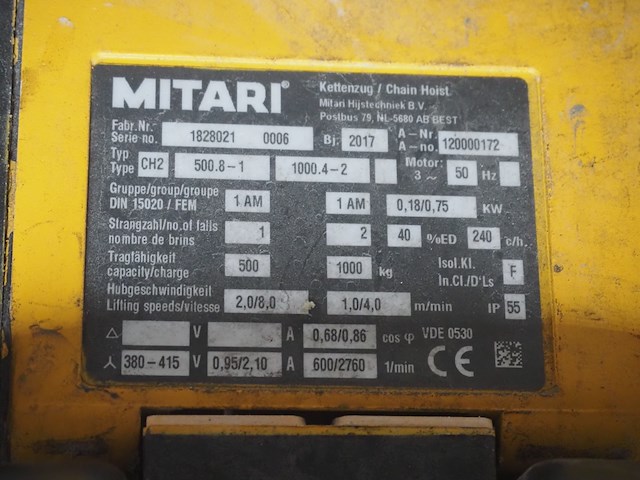 MITARI®
Kettenzug / Chain Hoist
Mitari Hijstechniek B.V.
Postbus 79, NL-5680 AB BEST
Fabr.Nr.
Serie no. 1828021 0006 Bj: 2017 A-Nr
A-no. 120000172
Typ
Type CH2 500.8-1 1000.4-2 Motor:
3 ~ 50 Hz
Gruppe/group/groupe
DIN 15020 / FEM 1 AM 1 AM 0,18/0,75 KW
Strangzahl/no.of falls
nombre de brins 1 2 40 %ED 240 c/h.
Tragfähigkeit
capacity/charge 500 1000 kg Isol.Kl.
In.Cl./D'Ls F
Hubgeschwindigkeit
Lifting speeds/vitesse 2,0/8,0 1,0/4,0 m/min IP 55
△ V A 0,68/0,86 cos φ VDE 0530
⅄ 380-415 V 0,95/2,10 A 600/2760 1/min CE